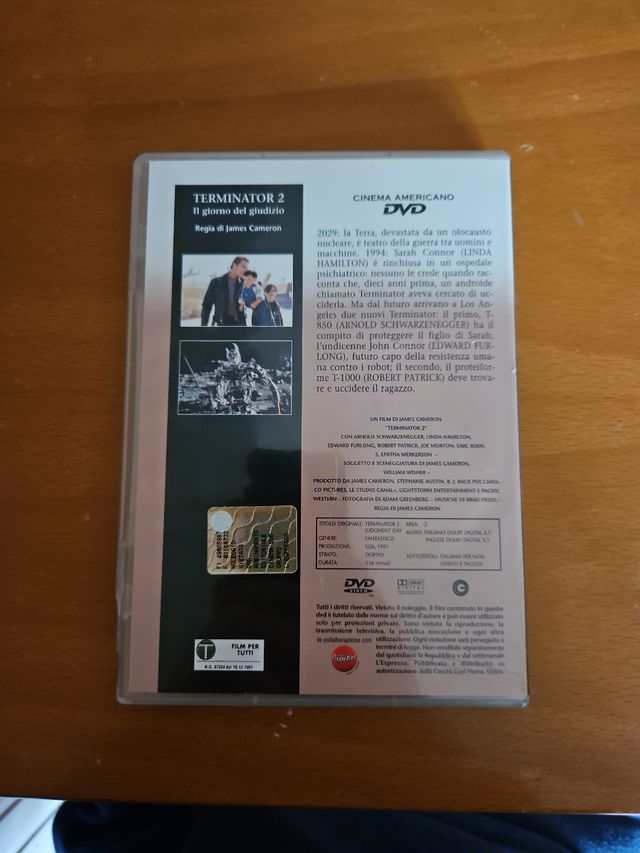 TERMINATOR 2
Il giorno del giudizio
Regia di James Cameron
CINEMA AMERICANO
DVD
2029: la Terra, devastata da un olocausto
nucleare, è teatro della guerra tra uomini e
macchine. 1994: Sarah Connor (LINDA
HAMILTON) è rinchiusa in un ospedale
psichiatrico: nessuno le crede quando rac-
conta che, dieci anni prima, un androide
chiamato Terminator aveva cercato di uc-
ciderla. Ma dal futuro arrivano a Los An-
geles due nuovi Terminator: il primo, T-
850 (ARNOLD SCHWARZENEGGER) ha il
compito di proteggere il figlio di Sarah,
l'undicenne John Connor (EDWARD FUR-
LONG), futuro capo della resistenza uma-
na contro i robot; il secondo, il proteifor-
me T-1000 (ROBERT PATRICK) deve trova-
re e uccidere il ragazzo.
UN FILM DI JAMES CAMERON
"TERMINATOR 2"
CON ARNOLD SCHWARZENEGGER, LINDA HAMILTON,
EDWARD FURLONG, ROBERT PATRICK, JOE MORTON, EARL BOEN,
S. EPATHA MERKERSON –
SOGGETTO E SCENEGGIATURA DI JAMES CAMERON,
WILLIAM WISHER –
PRODOTTO DA JAMES CAMERON, STEPHANIE AUSTIN, B. J. RACK PER CAROL-
CO PICTURES, LE STUDIO CANAL+, LIGHTSTORM ENTERTAINMENT E PACIFIC
WESTERN – FOTOGRAFIA DI ADAM GREENBERG – MUSICHE DI BRAD FIEDEL –
REGIA DI JAMES CAMERON
TITOLO ORIGINALE: TERMINATOR 2 JUDGMENT DAY
GENERE: FANTASTICO
PRODUZIONE: USA, 1991
STRATO: DOPPIO
DURATA: 136 minuti
AREA: 2
AUDIO: ITALIANO DOLBY DIGITAL 5.1
INGLESE DOLBY DIGITAL 5.1
SOTTOTITOLI: ITALIANO PER NON
UDENTI E INGLESE
DVD VIDEO
DOLBY DIGITAL
Tutti i diritti riservati. Vietato il noleggio. Il film contenuto in questo
dvd è tutelato dalle norme sul diritto d'autore e può essere utilizzato
solo per proiezioni private. Sono vietate la riproduzione, la
trasmissione televisiva, la pubblica esecuzione e ogni altra
in collaborazione con
utilizzazione. Ogni violazione sarà perseguita a
termini di legge. Non vendibile separatamente
dal quotidiano la Repubblica e dal settimanale
L'Espresso. Pubblicato e distribuito su
autorizzazione della Cecchi Gori Home Video
T
FILM PER
TUTTI